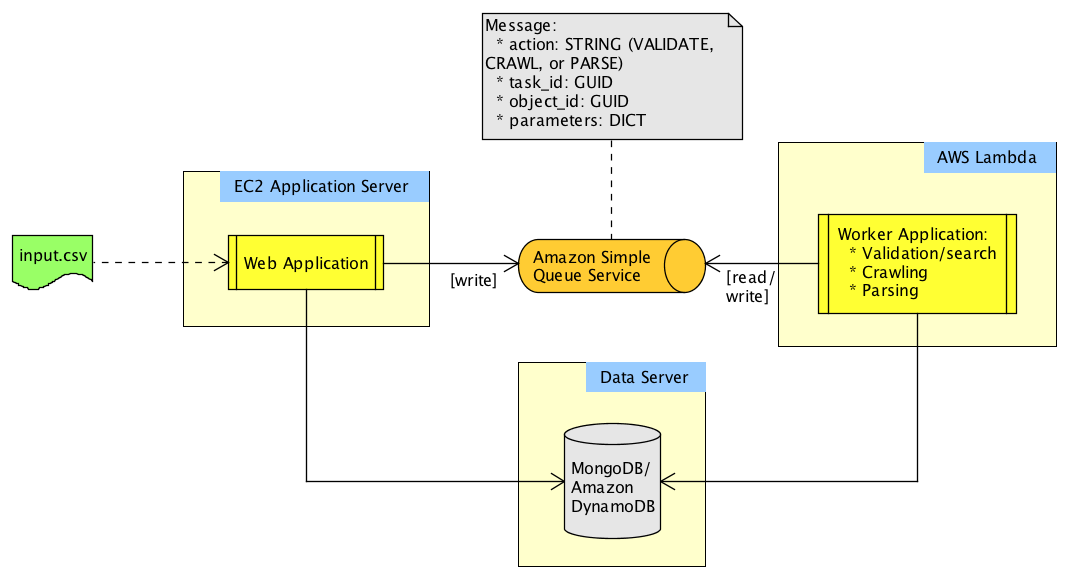 Message:
* action: STRING (VALIDATE,
CRAWL, or PARSE)
* task_id: GUID
* object_id: GUID
* parameters: DICT
AWS Lambda
EC2 Application Server
input.csv
Web Application
[write]
Amazon Simple
Queue Service
[read/
write]
Worker Application:
* Validation/search
* Crawling
* Parsing
Data Server
MongoDB/
Amazon
DynamoDB